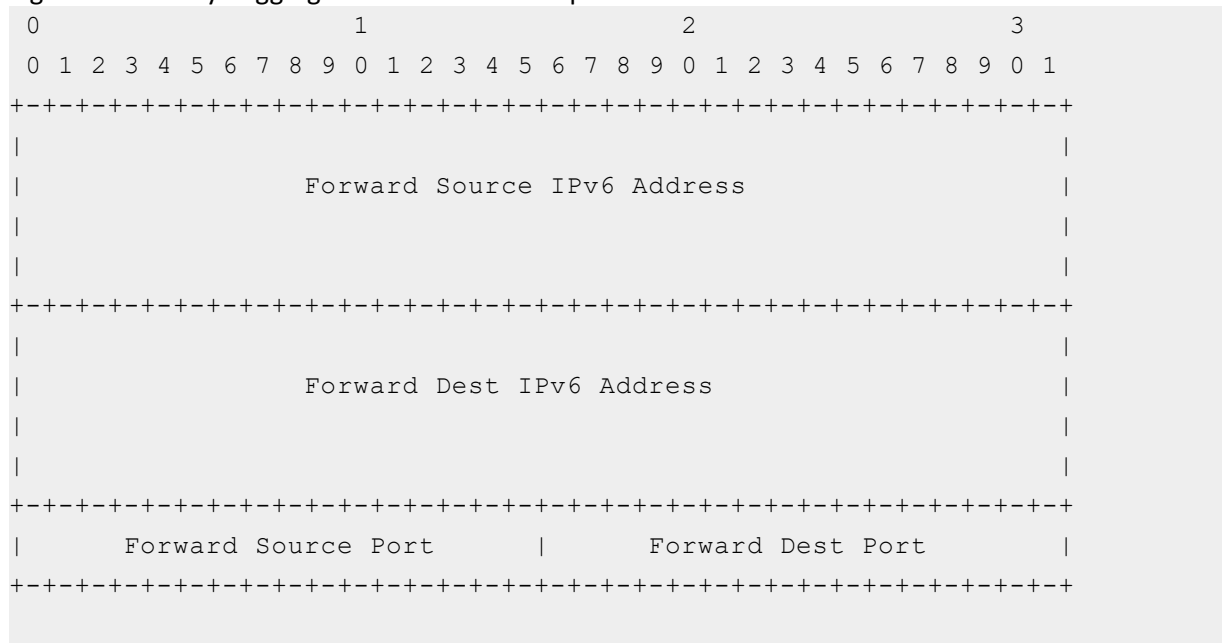 0                   1                   2                   3
0 1 2 3 4 5 6 7 8 9 0 1 2 3 4 5 6 7 8 9 0 1 2 3 4 5 6 7 8 9 0 1
+-+-+-+-+-+-+-+-+-+-+-+-+-+-+-+-+-+-+-+-+-+-+-+-+-+-+-+-+-+-+-+-+
|                                                               |
|                 Forward Source IPv6 Address                   |
|                                                               |
|                                                               |
+-+-+-+-+-+-+-+-+-+-+-+-+-+-+-+-+-+-+-+-+-+-+-+-+-+-+-+-+-+-+-+-+
|                                                               |
|                 Forward Dest IPv6 Address                     |
|                                                               |
|                                                               |
+-+-+-+-+-+-+-+-+-+-+-+-+-+-+-+-+-+-+-+-+-+-+-+-+-+-+-+-+-+-+-+-+
|      Forward Source Port      |      Forward Dest Port        |
+-+-+-+-+-+-+-+-+-+-+-+-+-+-+-+-+-+-+-+-+-+-+-+-+-+-+-+-+-+-+-+-+